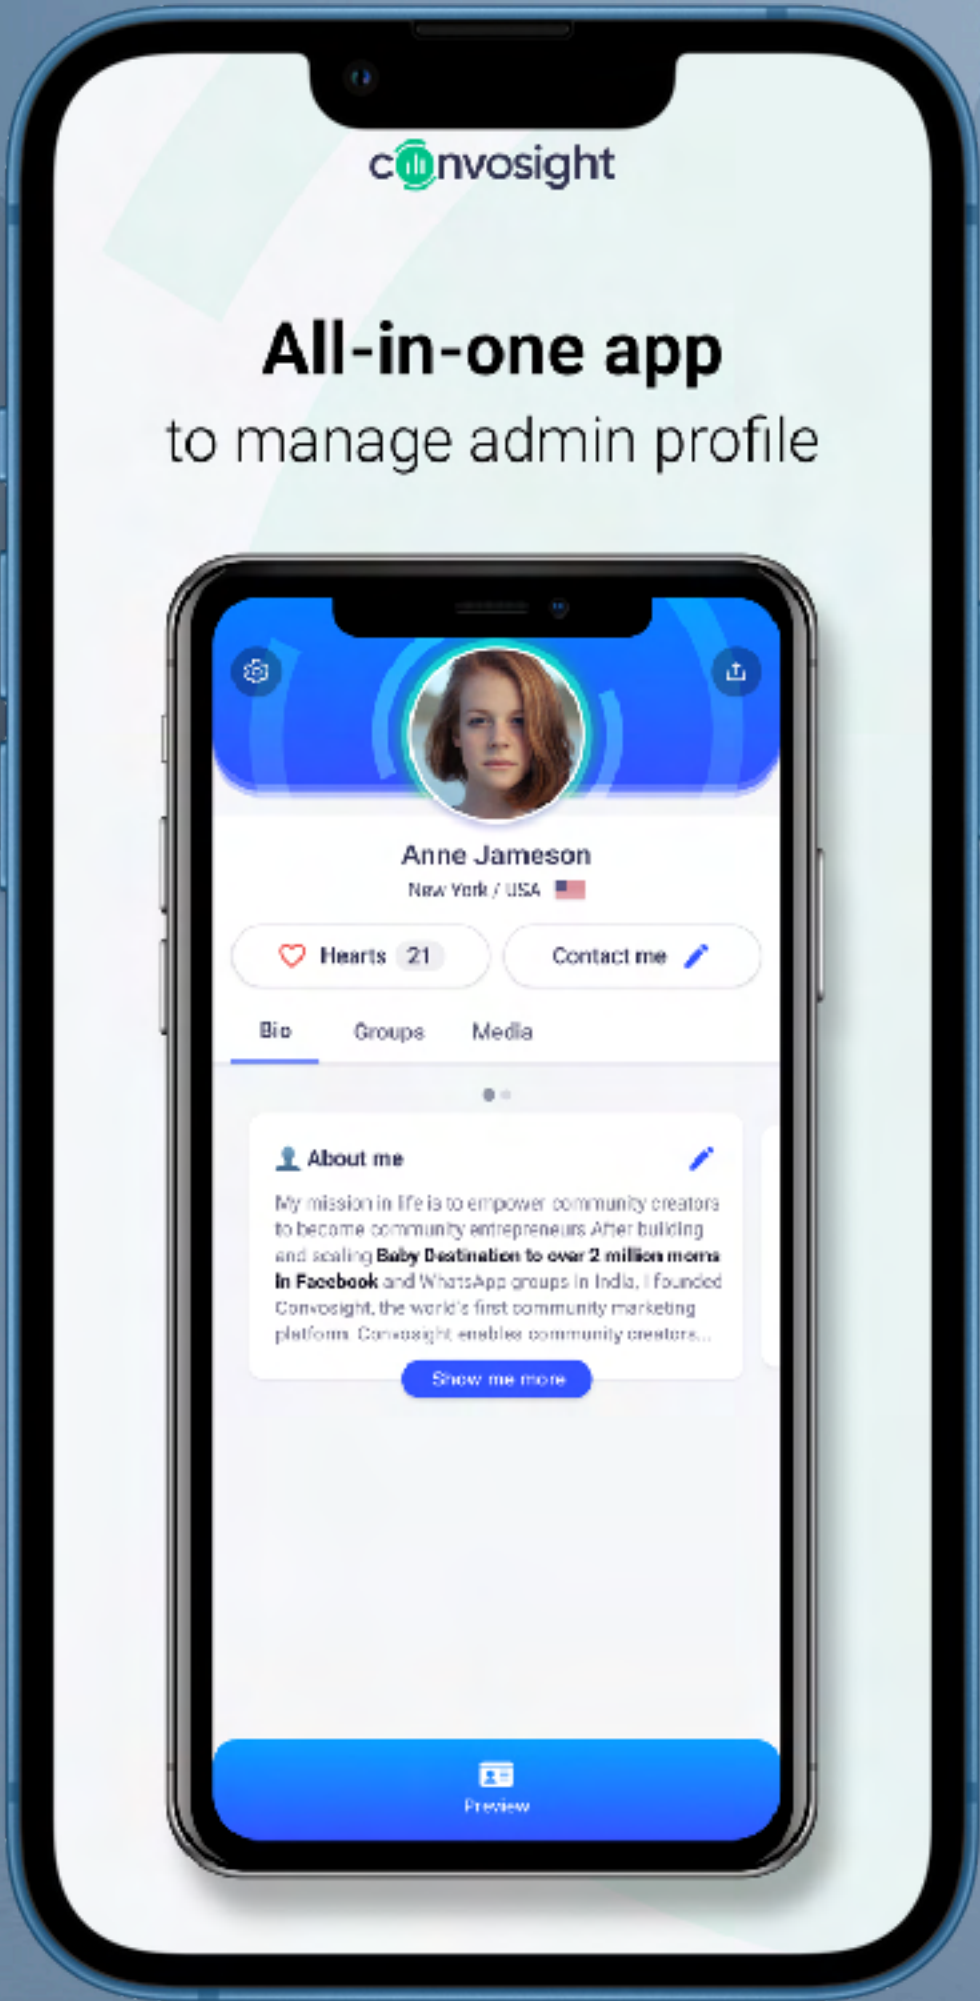 convosight
All-in-one app
to manage admin profile
Anne Jameson
New York / USA
Hearts 21
Contact me
Bio
Groups
Media
About me
My mission in life is to empower community creators
to become community entrepreneurs After building
and scaling Baby Destination to over 2 million moms
in Facebook and WhatsApp groups in India, I founded
Convosight, the world's first community marketing
platform. Convosight enables community creators...
Show me more
Preview